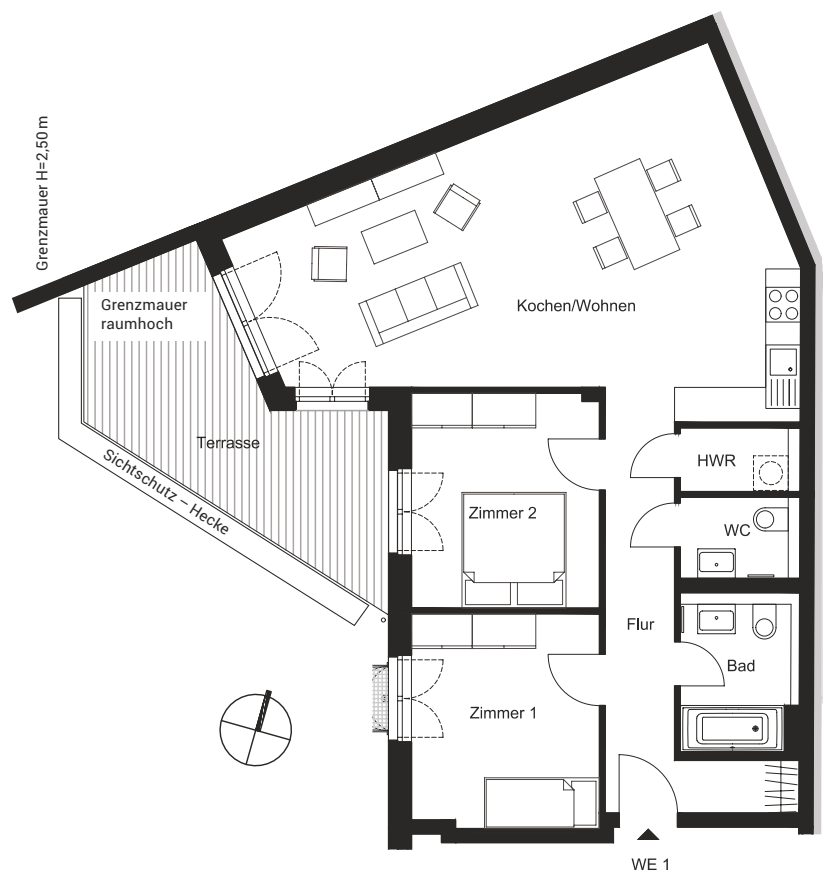 Grenzmauer H=2,50 m
Grenzmauer
raumhoch
Kochen/Wohnen
Terrasse
Sichtschutz – Hecke
HWR
Zimmer 2
WC
Flur
Bad
Zimmer 1
WE 1